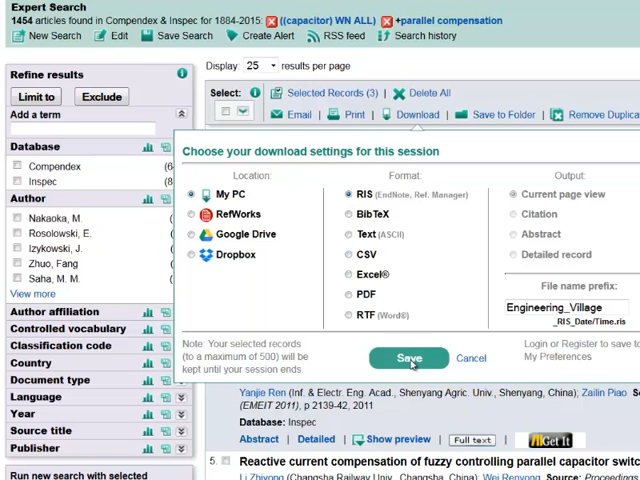 Expert Search
1454 articles found in Compendex & Inspec for 1884-2015: ((capacitor) WN ALL) +parallel compensation
New Search Edit Save Search Create Alert RSS feed Search history
Refine results
Limit to Exclude
Add a term
Database
Compendex (6
Inspec (8
Author
Nakaoka, M.
Rosolowski, E.
Izykowski, J.
Zhuo, Fang
Saha, M. M.
View more
Author affiliation
Controlled vocabulary
Classification code
Country
Document type
Language
Year
Source title
Publisher
Run new search with selected
Display: 25 results per page
Select: Selected Records (3) | Delete All
Email | Print | Download | Save to Folder | Remove Duplica
Choose your download settings for this session
Location:
My PC
RefWorks
Google Drive
Dropbox
Format:
RIS (EndNote, Ref. Manager)
BibTeX
Text (ASCII)
CSV
Excel®
PDF
RTF (Word®)
Output:
Current page view
Citation
Abstract
Detailed record
File name prefix:
Engineering_Village
_RIS_Date/Time.ris
Note: Your selected records
(to a maximum of 500) will be
kept until your session ends.
Save Cancel
Login or Register to save to
My Preferences
Yanjie Ren (Inf. & Electr. Eng. Acad., Shenyang Agric. Univ., Shenyang, China); Zailin Piao S
(EMEIT 2011), p 2139-42, 2011
Database: Inspec
Abstract | Detailed | Show preview | Full text | Get It
5. Reactive current compensation of fuzzy controlling parallel capacitor switc
Li Zhiyong (Changsha Railway Univ., Changsha, China); Wei Renyong Source: Proceedings